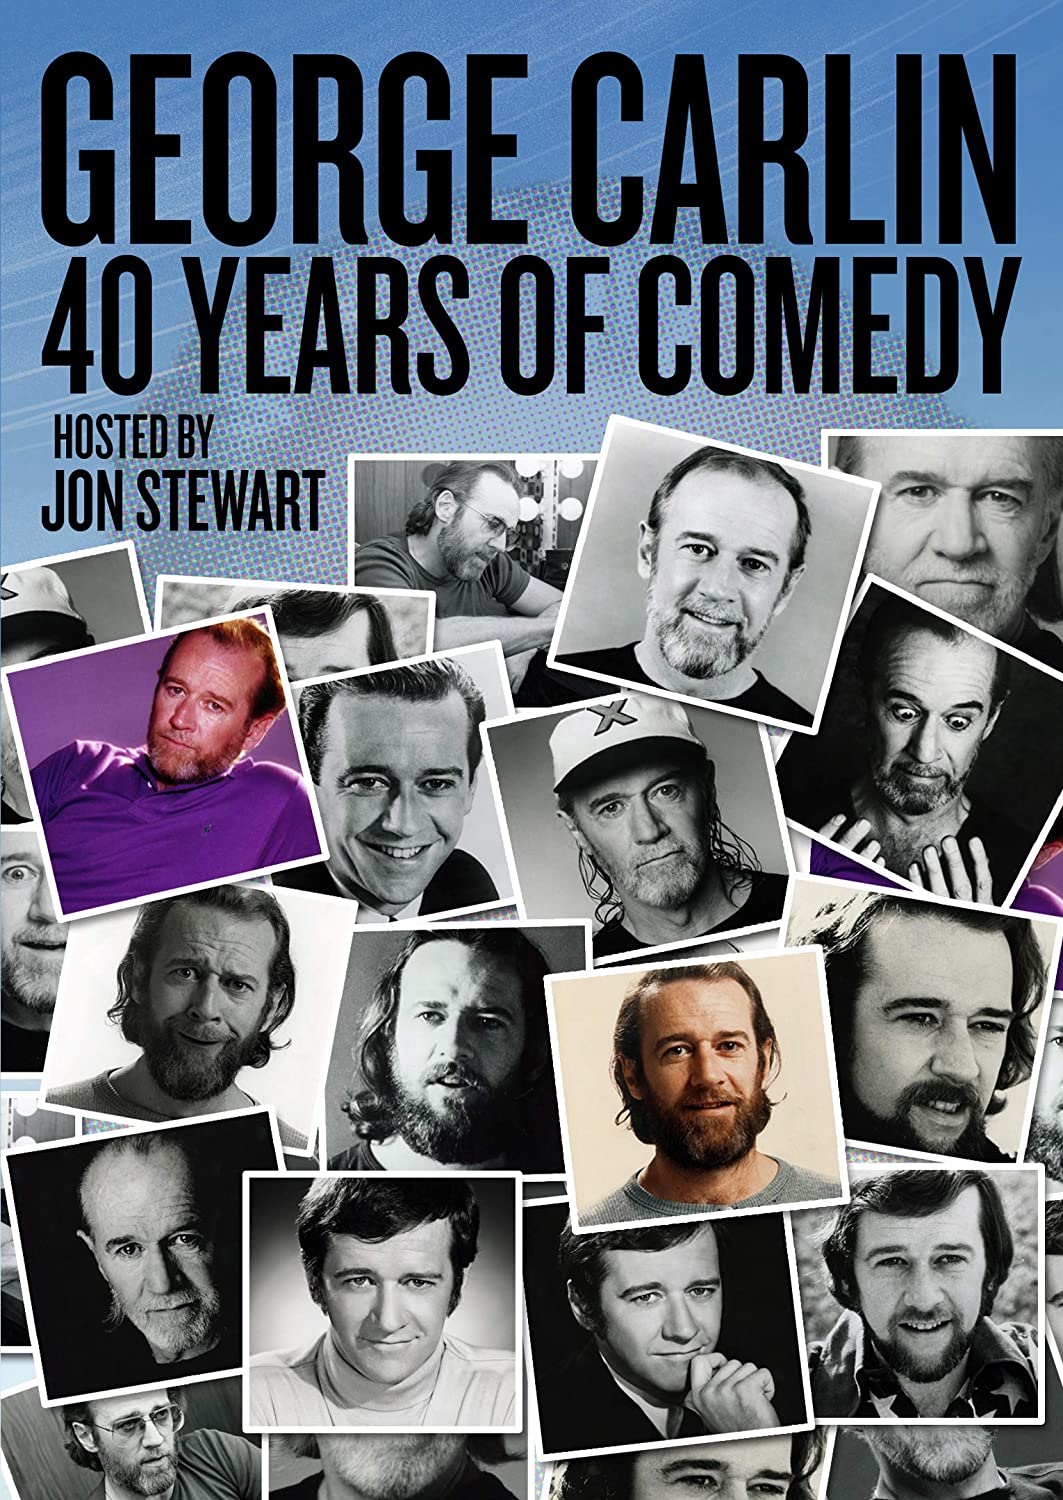 GEORGE CARLIN
40 YEARS OF COMEDY
HOSTED BY
JON STEWART
X
X